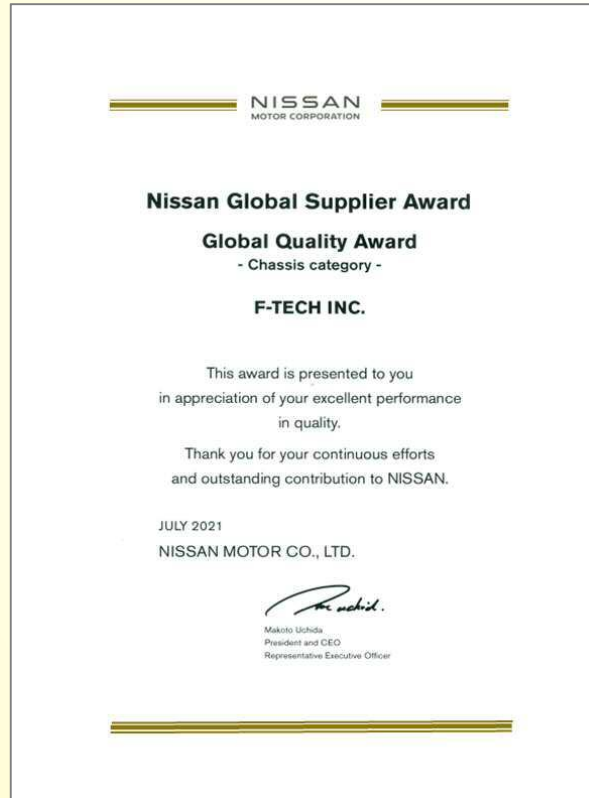 NISSAN
MOTOR CORPORATION
Nissan Global Supplier Award
Global Quality Award
- Chassis category -
F-TECH INC.
This award is presented to you
in appreciation of your excellent performance
in quality.
Thank you for your continuous efforts
and outstanding contribution to NISSAN.
JULY 2021
NISSAN MOTOR CO., LTD.
Makoto Uchida
President and CEO
Representative Executive Officer